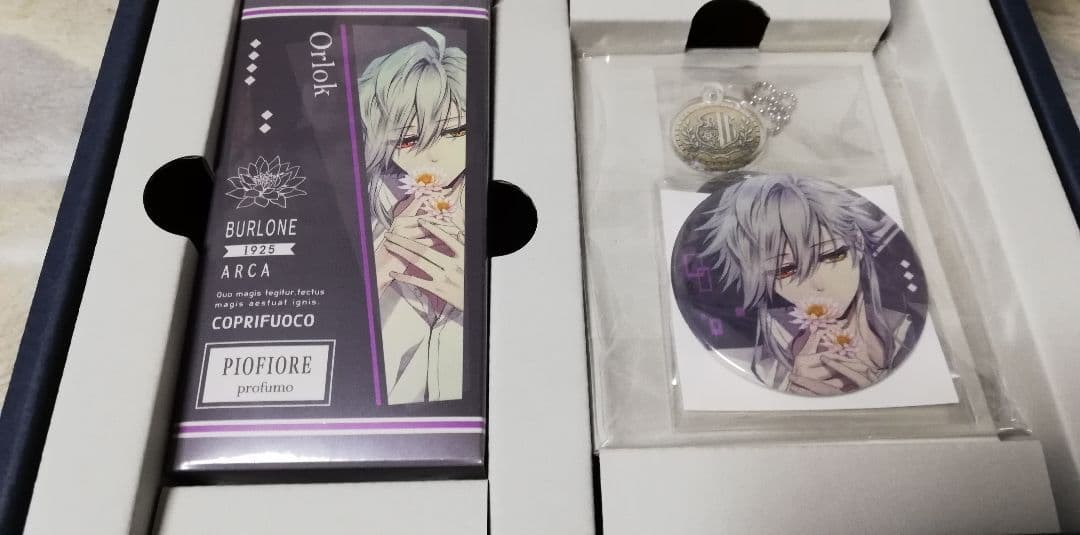 Orlok
BURLONE
1925
ARCA
Quo magis tegitur.tectus
magis aestuat ignis.
COPRIFUOCO
PIOFIORE
profumo